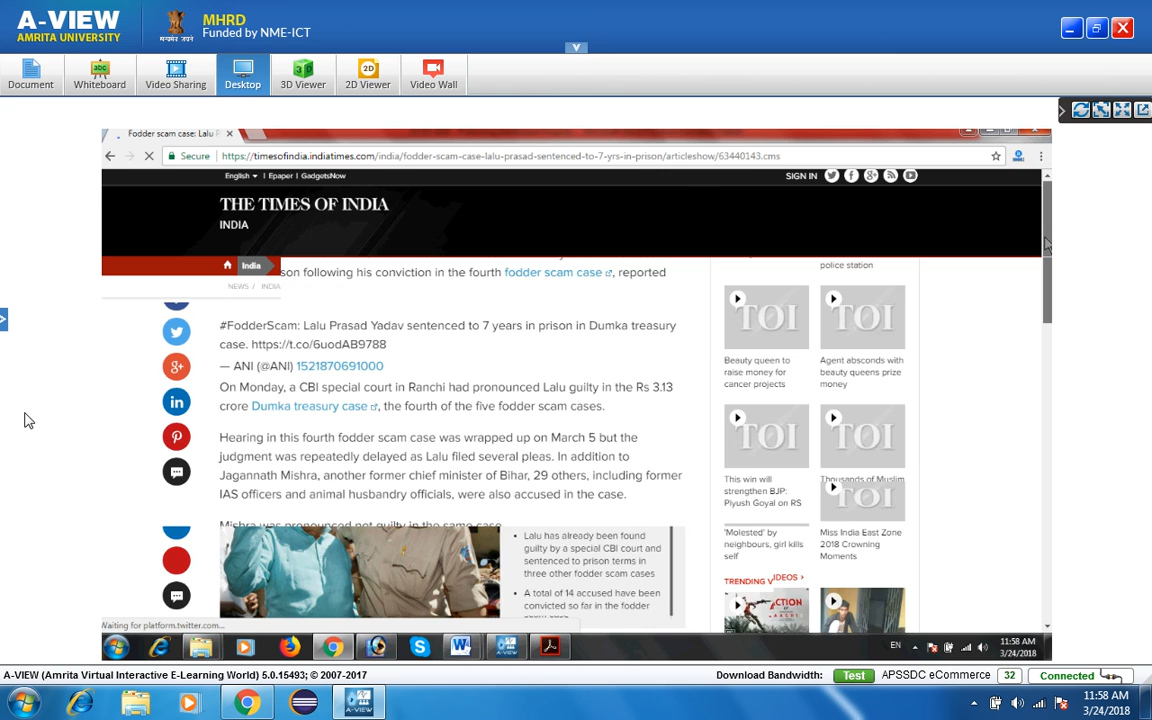 A-VIEW
AMRITA UNIVERSITY
MHRD
Funded by NME-ICT
Document
Whiteboard
Video Sharing
Desktop
3D Viewer
2D Viewer
Video Wall
Fodder scam case: Lalu P
Secure
https://timesofindia.indiatimes.com/india/fodder-scam-case-lalu-prasad-sentenced-to-7-yrs-in-prison/articleshow/63440143.cms
English
Epaper
GadgetsNow
SIGN IN
THE TIMES OF INDIA
INDIA
India
NEWS / INDIA
son following his conviction in the fourth fodder scam case, reported
#FodderScam: Lalu Prasad Yadav sentenced to 7 years in prison in Dumka treasury
case. https://t.co/6uodAB9788
— ANI (@ANI) 1521870691000
On Monday, a CBI special court in Ranchi had pronounced Lalu guilty in the Rs 3.13
crore Dumka treasury case, the fourth of the five fodder scam cases.
Hearing in this fourth fodder scam case was wrapped up on March 5 but the
judgment was repeatedly delayed as Lalu filed several pleas. In addition to
Jagannath Mishra, another former chief minister of Bihar, 29 others, including former
IAS officers and animal husbandry officials, were also accused in the case.
Mishra was pronounced not guilty in the same case
• Lalu has already been found
guilty by a special CBI court and
sentenced to prison terms in
three other fodder scam cases
• A total of 14 accused have been
convicted so far in the fodder
police station
TOI
TOI
Beauty queen to
raise money for
cancer projects
Agent absconds with
beauty queens prize
money
TOI
TOI
This win will
strengthen BJP:
Piyush Goyal on RS
Thousands of Muslim
TOI
'Molested' by
neighbours, girl kills
self
Miss India East Zone
2018 Crowning
Moments
TRENDING VIDEOS >
Waiting for platform.twitter.com...
EN
11:58 AM
3/24/2018
A-VIEW (Amrita Virtual Interactive E-Learning World) 5.0.15493; © 2007-2017
Download Bandwidth:
Test
APSSDC eCommerce
32
Connected
11:58 AM
3/24/2018